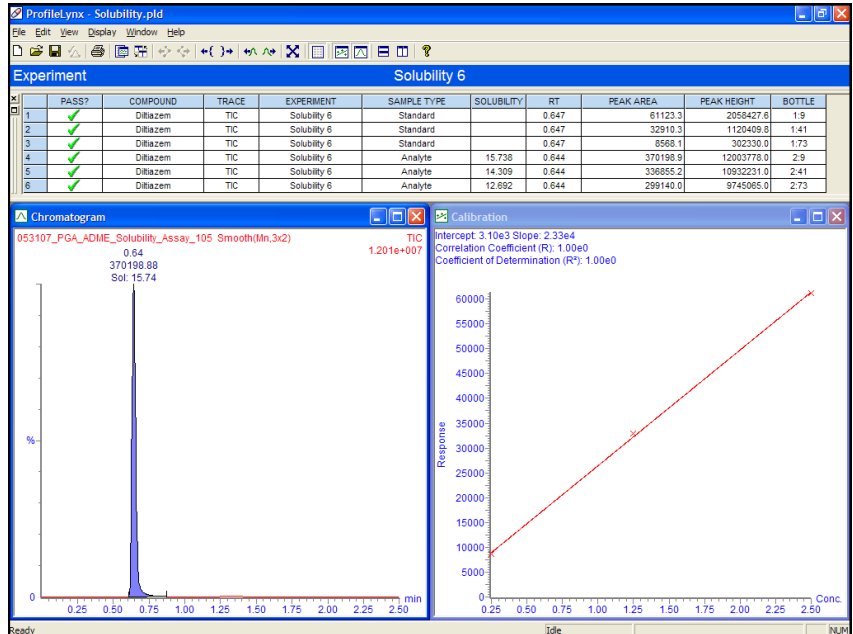 ProfileLynx - Solubility.pld
File Edit View Display Window Help
Experiment Solubility 6
PASS? COMPOUND TRACE EXPERIMENT SAMPLE TYPE SOLUBILITY RT PEAK AREA PEAK HEIGHT BOTTLE
1 Diltiazem TIC Solubility 6 Standard 0.647 61123.3 2058427.6 1:9
2 Diltiazem TIC Solubility 6 Standard 0.647 32910.3 1120409.8 1:41
3 Diltiazem TIC Solubility 6 Standard 0.647 8568.1 302330.0 1:73
4 Diltiazem TIC Solubility 6 Analyte 15.738 0.644 370198.9 12003778.0 2:9
5 Diltiazem TIC Solubility 6 Analyte 14.309 0.644 336855.2 10932231.0 2:41
6 Diltiazem TIC Solubility 6 Analyte 12.692 0.644 299140.0 9745065.0 2:73
Chromatogram
053107_PGA_ADME_Solubility_Assay_105 Smooth(Mn,3x2) TIC
1.201e+007
0.64
370198.88
Sol: 15.74
%
0
0.25 0.50 0.75 1.00 1.25 1.50 1.75 2.00 2.25 2.50 min
Calibration
Intercept: 3.10e3 Slope: 2.33e4
Correlation Coefficient (R): 1.00e0
Coefficient of Determination (R²): 1.00e0
60000
55000
50000
45000
40000
35000
30000
25000
20000
15000
10000
5000
0
Response
0.25 0.50 0.75 1.00 1.25 1.50 1.75 2.00 2.25 2.50 Conc.
Ready Idle NUM